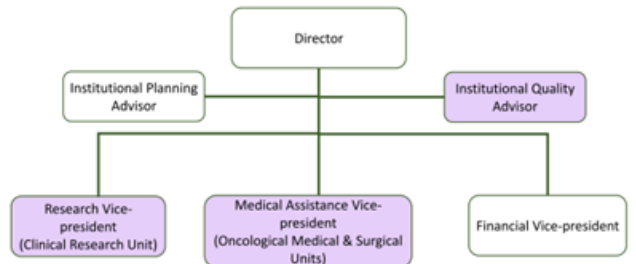 Director
Institutional Planning
Advisor
Institutional Quality
Advisor
Research Vice-
president
(Clinical Research Unit)
Medical Assistance Vice-
president
(Oncological Medical & Surgical
Units)
Financial Vice-president